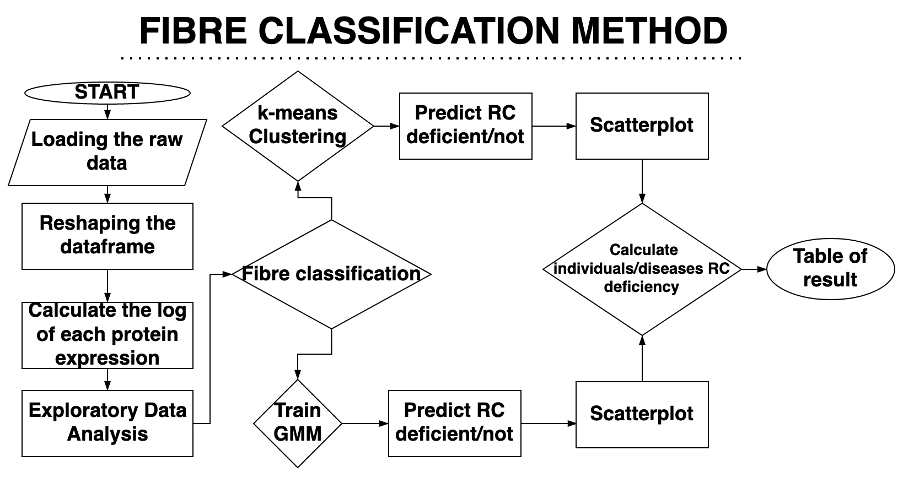 FIBRE CLASSIFICATION METHOD
START
Loading the raw
data
Reshaping the
dataframe
Calculate the log
of each protein
expression
Exploratory Data
Analysis
Fibre classification
k-means
Clustering
Predict RC
deficient/not
Scatterplot
Train
GMM
Predict RC
deficient/not
Scatterplot
Calculate
individuals/diseases RC
deficiency
Table of
result